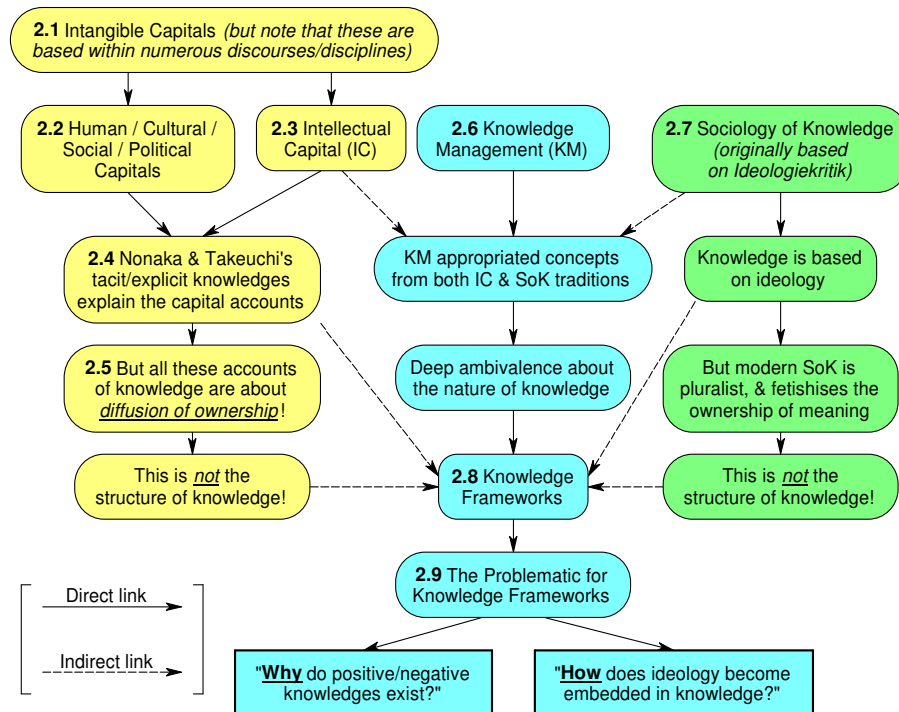 2.1 Intangible Capitals (but note that these are
based within numerous discourses/disciplines)
2.2 Human / Cultural /
Social / Political
Capitals
2.3 Intellectual
Capital (IC)
2.6 Knowledge
Management (KM)
2.7 Sociology of Knowledge
(originally based
on Ideologiekritik)
2.4 Nonaka & Takeuchi's
tacit/explicit knowledges
explain the capital accounts
KM appropriated concepts
from both IC & SoK traditions
Knowledge is based
on ideology
2.5 But all these accounts
of knowledge are about
diffusion of ownership!
Deep ambivalence about
the nature of knowledge
But modern SoK is
pluralist, & fetishises the
ownership of meaning
This is not the
structure of knowledge!
2.8 Knowledge
Frameworks
This is not the
structure of knowledge!
2.9 The Problematic for
Knowledge Frameworks
Direct link
Indirect link
"Why do positive/negative
knowledges exist?"
"How does ideology become
embedded in knowledge?"